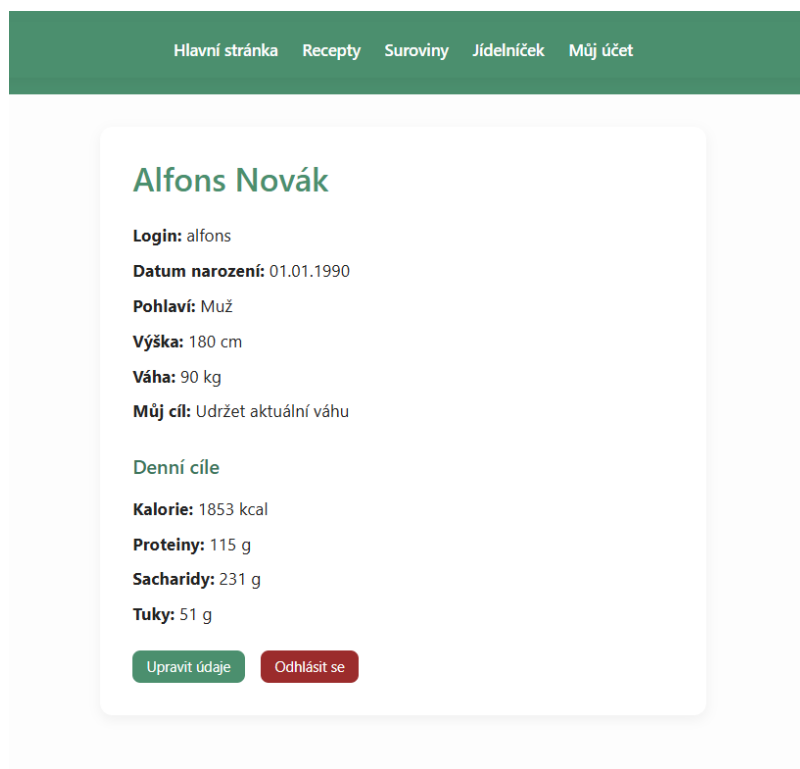 Hlavní stránka Recepty Suroviny Jídelníček Můj účet
Alfons Novák
Login: alfons
Datum narození: 01.01.1990
Pohlaví: Muž
Výška: 180 cm
Váha: 90 kg
Můj cíl: Udržet aktuální váhu
Denní cíle
Kalorie: 1853 kcal
Proteiny: 115 g
Sacharidy: 231 g
Tuky: 51 g
Upravit údaje Odhlásit se